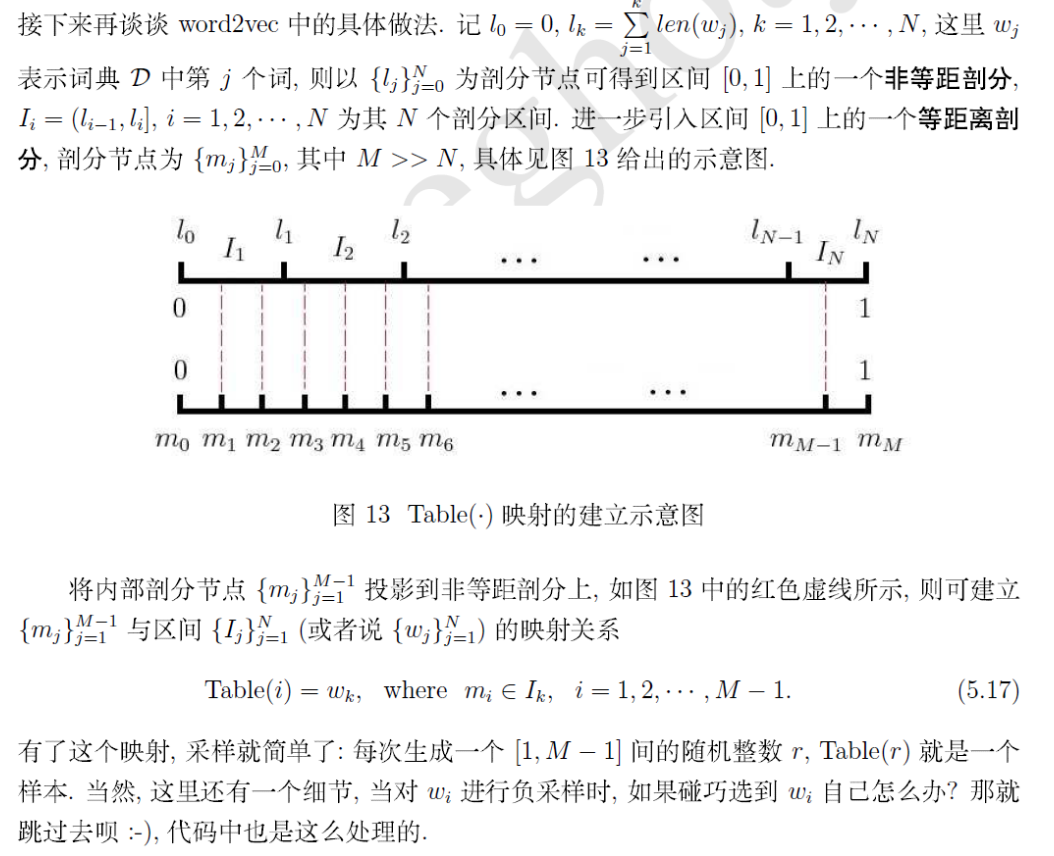 接下来再谈谈 word2vec 中的具体做法. 记 $l_0 = 0$, $l_k = \sum_{j=1}^{k} len(w_j)$, $k = 1, 2, \cdots, N$, 这里 $w_j$
表示词典 $\mathcal{D}$ 中第 $j$ 个词, 则以 $\{l_j\}_{j=0}^{N}$ 为剖分节点可得到区间 $[0, 1]$ 上的一个非等距剖分,
$I_i = (l_{i-1}, l_i]$, $i = 1, 2, \cdots, N$ 为其 $N$ 个剖分区间. 进一步引入区间 $[0, 1]$ 上的一个等距离剖
分, 剖分节点为 $\{m_j\}_{j=0}^{M}$, 其中 $M >> N$, 具体见图 13 给出的示意图.
$l_0$ $I_1$ $l_1$ $I_2$ $l_2$ $\cdots$ $\cdots$ $l_{N-1}$ $I_N$ $l_N$
0 1
0 1
$\cdots$ $\cdots$
$m_0$ $m_1$ $m_2$ $m_3$ $m_4$ $m_5$ $m_6$ $m_{M-1}$ $m_M$
图 13 Table(·) 映射的建立示意图
将内部剖分节点 $\{m_j\}_{j=1}^{M-1}$ 投影到非等距剖分上, 如图 13 中的红色虚线所示, 则可建立
$\{m_j\}_{j=1}^{M-1}$ 与区间 $\{I_j\}_{j=1}^{N}$ (或者说 $\{w_j\}_{j=1}^{N}$) 的映射关系
Table($i$) = $w_k$, where $m_i \in I_k$, $i = 1, 2, \cdots, M - 1$. (5.17)
有了这个映射, 采样就简单了: 每次生成一个 $[1, M - 1]$ 间的随机整数 $r$, Table($r$) 就是一个
样本. 当然, 这里还有一个细节, 当对 $w_i$ 进行负采样时, 如果碰巧选到 $w_i$ 自己怎么办? 那就
跳过去呗 :-), 代码中也是这么处理的.